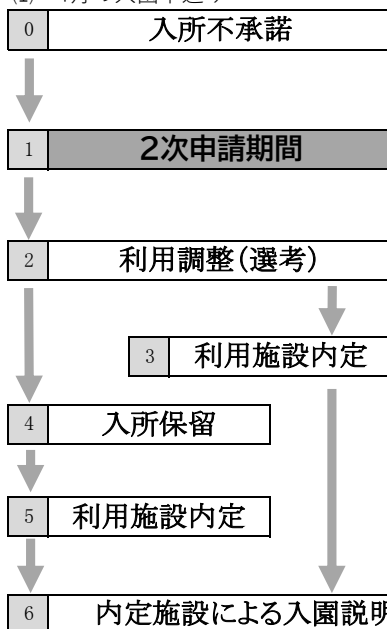 0 入所不承諾
1 2次申請期間
2 利用調整(選考)
3 利用施設内定
4 入所保留
5 利用施設内定
6 内定施設による入園説明